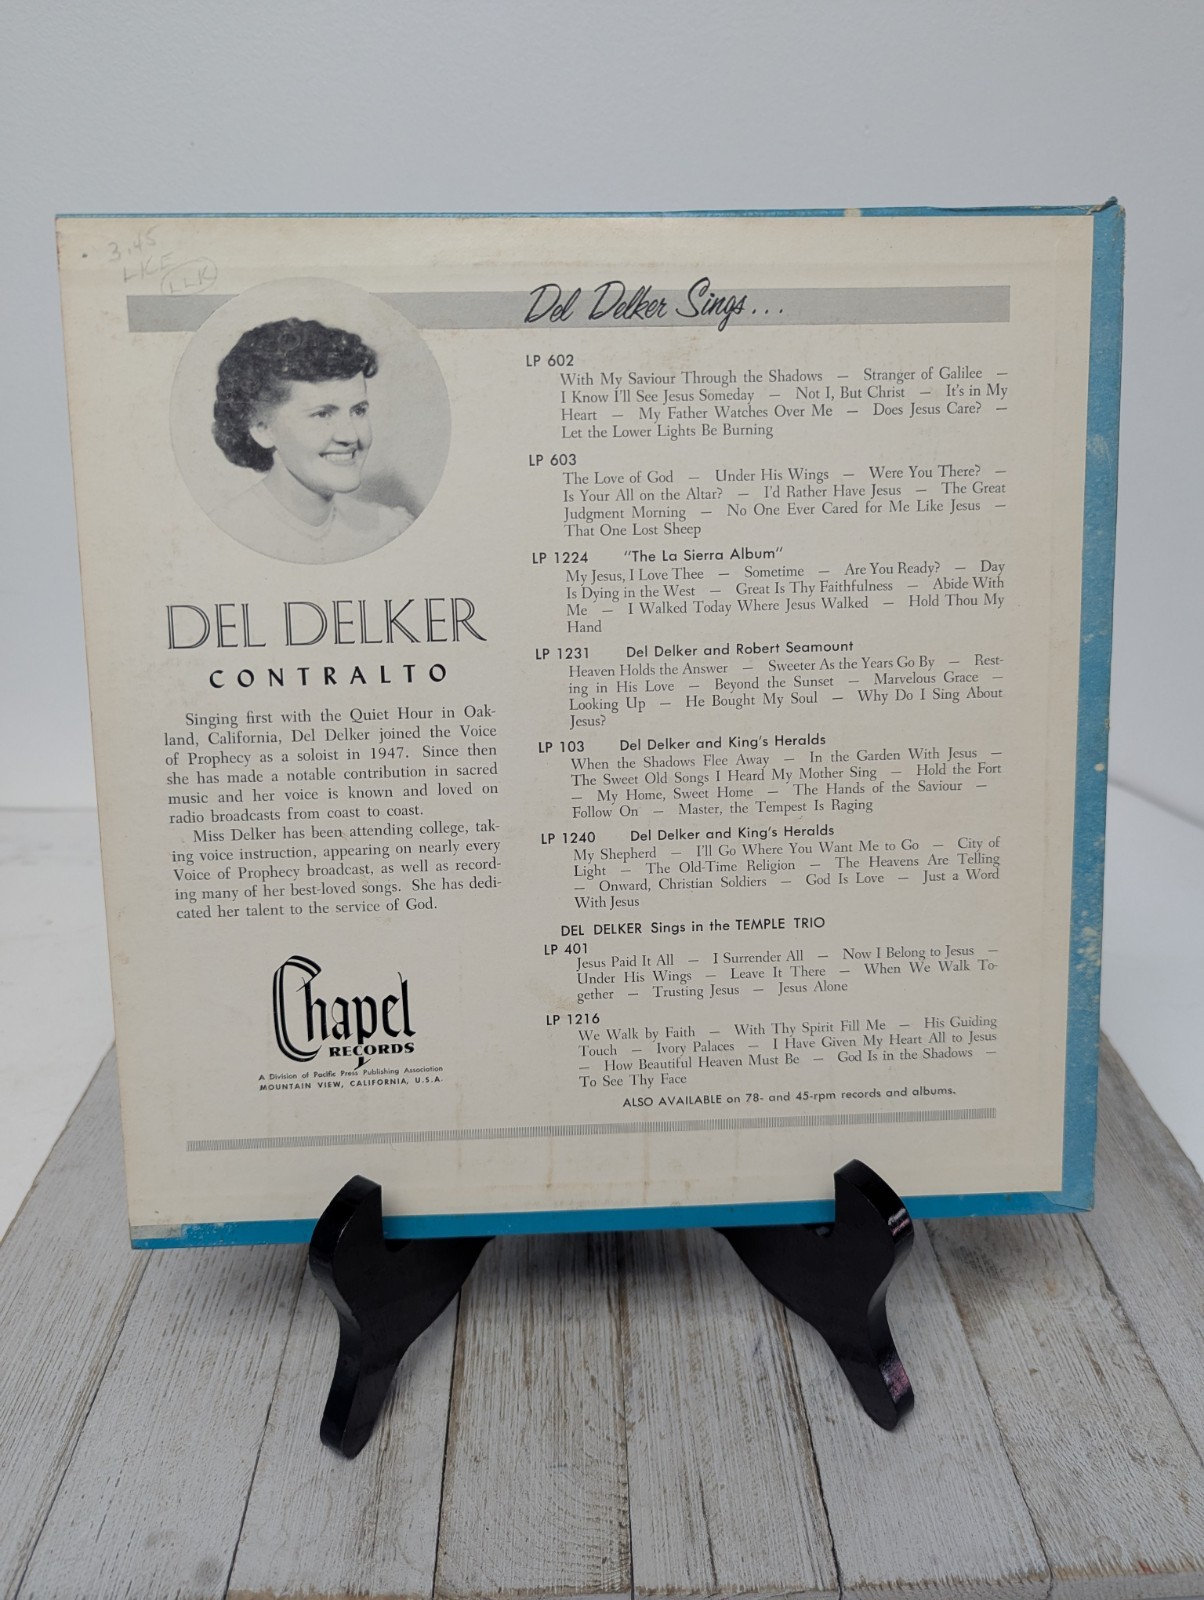 3.45
LKE
LLK
Del Delker Sings...
DEL DELKER
CONTRALTO
Singing first with the Quiet Hour in Oak-
land, California, Del Delker joined the Voice
of Prophecy as a soloist in 1947. Since then
she has made a notable contribution in sacred
music and her voice is known and loved on
radio broadcasts from coast to coast.
Miss Delker has been attending college, tak-
ing voice instruction, appearing on nearly every
Voice of Prophecy broadcast, as well as record-
ing many of her best-loved songs. She has dedi-
cated her talent to the service of God.
Chapel
RECORDS
A Division of Pacific Press Publishing Association
MOUNTAIN VIEW, CALIFORNIA, U.S.A.
LP 602
With My Saviour Through the Shadows — Stranger of Galilee —
I Know I'll See Jesus Someday — Not I, But Christ — It's in My
Heart — My Father Watches Over Me — Does Jesus Care? —
Let the Lower Lights Be Burning
LP 603
The Love of God — Under His Wings — Were You There? —
Is Your All on the Altar? — I'd Rather Have Jesus — The Great
Judgment Morning — No One Ever Cared for Me Like Jesus —
That One Lost Sheep
LP 1224 "The La Sierra Album"
My Jesus, I Love Thee — Sometime — Are You Ready? — Day
Is Dying in the West — Great Is Thy Faithfulness — Abide With
Me — I Walked Today Where Jesus Walked — Hold Thou My
Hand
LP 1231 Del Delker and Robert Seamount
Heaven Holds the Answer — Sweeter As the Years Go By — Rest-
ing in His Love — Beyond the Sunset — Marvelous Grace —
Looking Up — He Bought My Soul — Why Do I Sing About
Jesus?
LP 103 Del Delker and King's Heralds
When the Shadows Flee Away — In the Garden With Jesus —
The Sweet Old Songs I Heard My Mother Sing — Hold the Fort
— My Home, Sweet Home — The Hands of the Saviour —
Follow On — Master, the Tempest Is Raging
LP 1240 Del Delker and King's Heralds
My Shepherd — I'll Go Where You Want Me to Go — City of
Light — The Old-Time Religion — The Heavens Are Telling
— Onward, Christian Soldiers — God Is Love — Just a Word
With Jesus
DEL DELKER Sings in the TEMPLE TRIO
LP 401
Jesus Paid It All — I Surrender All — Now I Belong to Jesus —
Under His Wings — Leave It There — When We Walk To-
gether — Trusting Jesus — Jesus Alone
LP 1216
We Walk by Faith — With Thy Spirit Fill Me — His Guiding
Touch — Ivory Palaces — I Have Given My Heart All to Jesus
— How Beautiful Heaven Must Be — God Is in the Shadows —
To See Thy Face
ALSO AVAILABLE on 78- and 45-rpm records and albums.